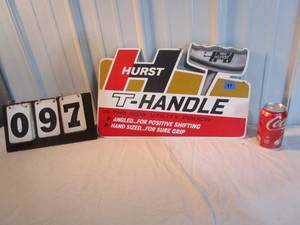 HURST
T-HANDLE
ANGLED...FOR POSITIVE SHIFTING
HAND SIZED...FOR SURE GRIP
097
Coca-Cola